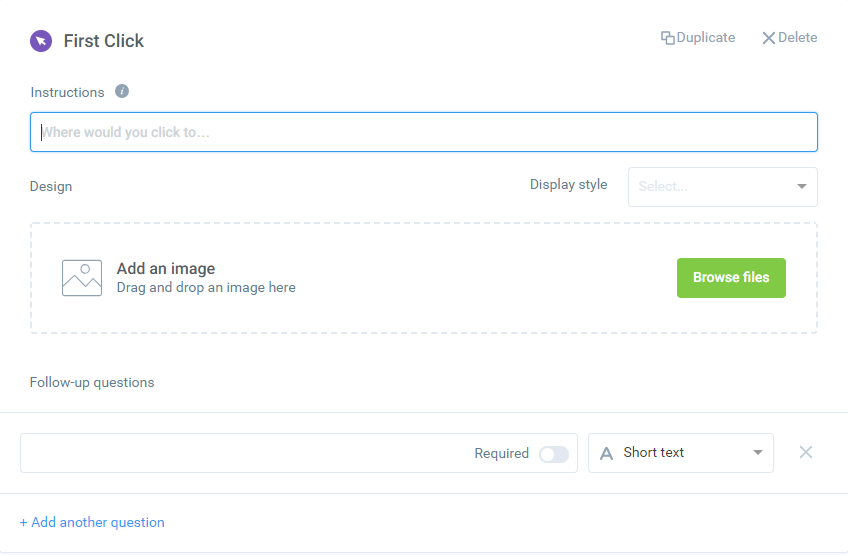 First Click
Duplicate
Delete
Instructions i
Where would you click to...
Design
Display style
Select...
Add an image
Drag and drop an image here
Browse files
Follow-up questions
Required
A Short text
+ Add another question